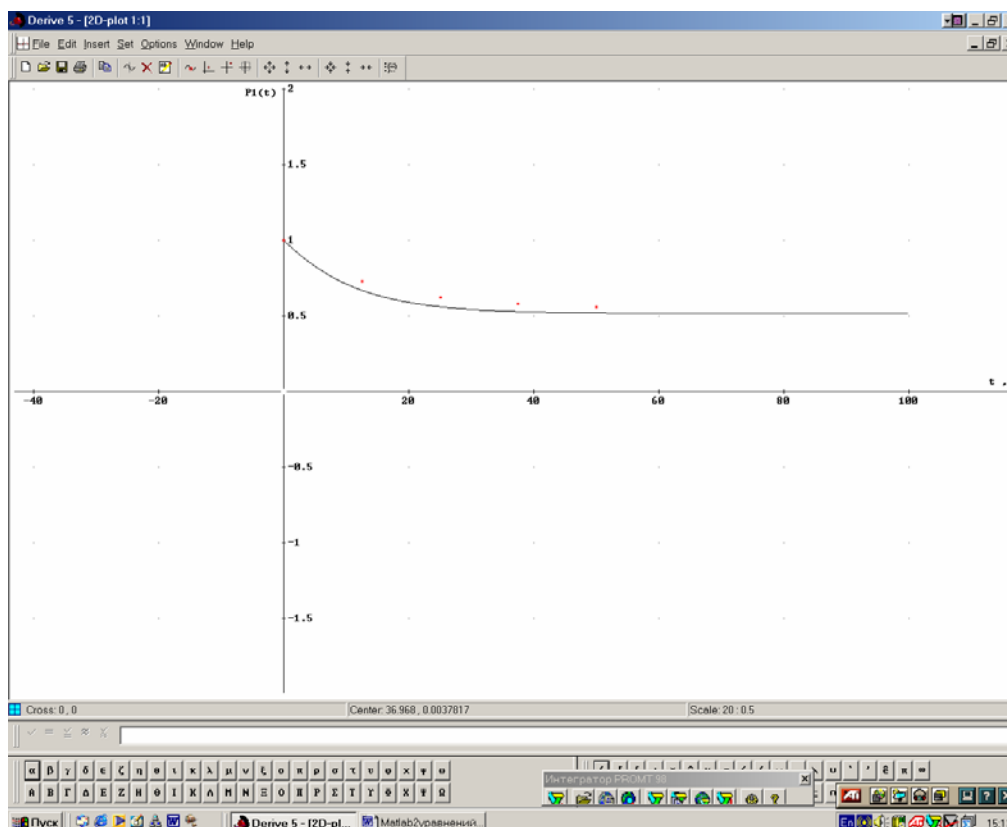 Derive 5 - [2D-plot 1:1]
File Edit Insert Set Options Window Help
P1(t)
2
1.5
1
0.5
t ,
-40 -20 20 40 60 80 100
-0.5
-1
-1.5
Cross: 0, 0 Center: 36.968, 0.0037817 Scale: 20 : 0.5
α β γ δ ε ζ η θ ι κ λ μ ν ξ ο π ρ σ τ υ φ χ ψ ω
Α Β Γ Δ Ε Ζ Η Θ Ι Κ Λ Μ Ν Ξ Ο Π Ρ Σ Τ Υ Φ Χ Ψ Ω
Интегратор PROMT 98
Пуск Derive 5 - [2D-pl... Matlab2уравнений... En